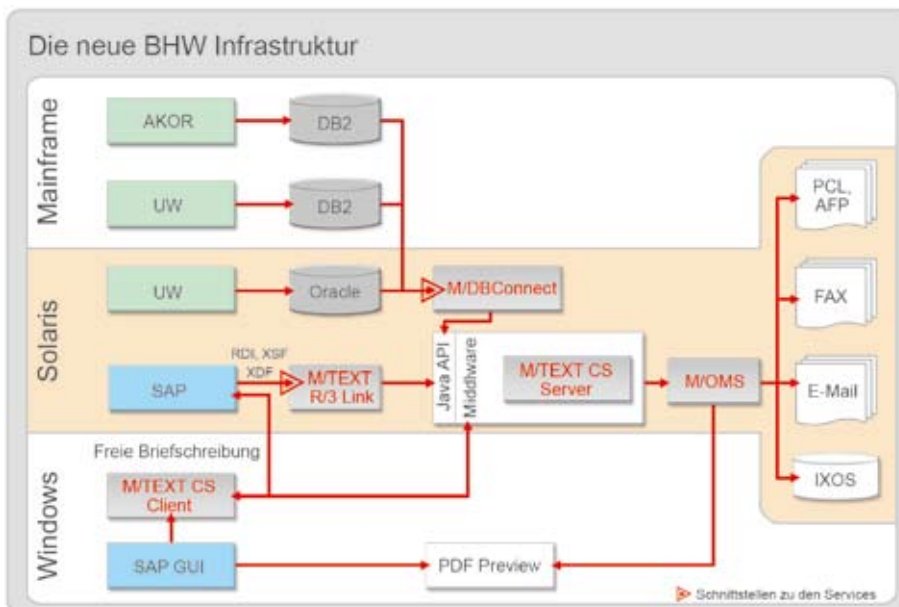 Die neue BHW Infrastruktur
Mainframe
AKOR
DB2
UW
DB2
PCL,
AFP
Solaris
UW
Oracle
M/DBConnect
FAX
RDI, XSF
XDF
SAP
M/TEXT
R/3 Link
Java API
Middlware
M/TEXT CS
Server
M/OMS
E-Mail
Windows
Freie Briefschreibung
M/TEXT CS
Client
IXOS
SAP GUI
PDF Preview
Schnittstellen zu den Services